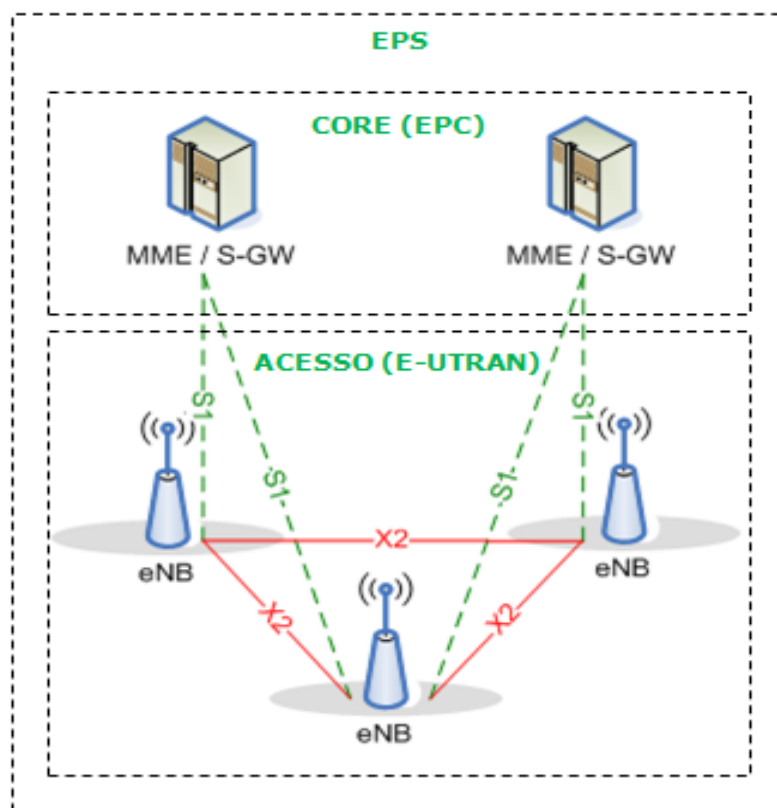 EPS
CORE (EPC)
MME / S-GW
MME / S-GW
ACESSO (E-UTRAN)
S1
S1
S1
S1
X2
eNB
eNB
X2
X2
eNB